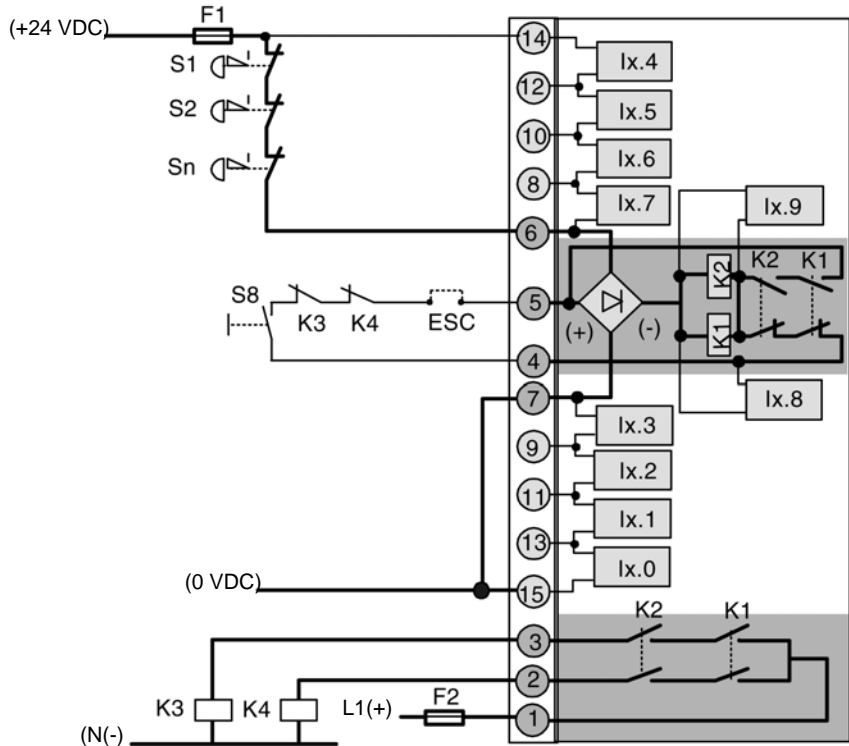 (+24 VDC)
F1
14
Ix.4
S1
12
Ix.5
S2
10
Ix.6
Sn
8
Ix.7
6
Ix.9
K2
K2
K1
S8
K3
K4
ESC
5
(+)
(-)
K1
4
7
Ix.8
Ix.3
9
Ix.2
11
Ix.1
13
Ix.0
(0 VDC)
15
K2
K1
3
2
K3
K4
L1(+)
F2
1
(N(-)